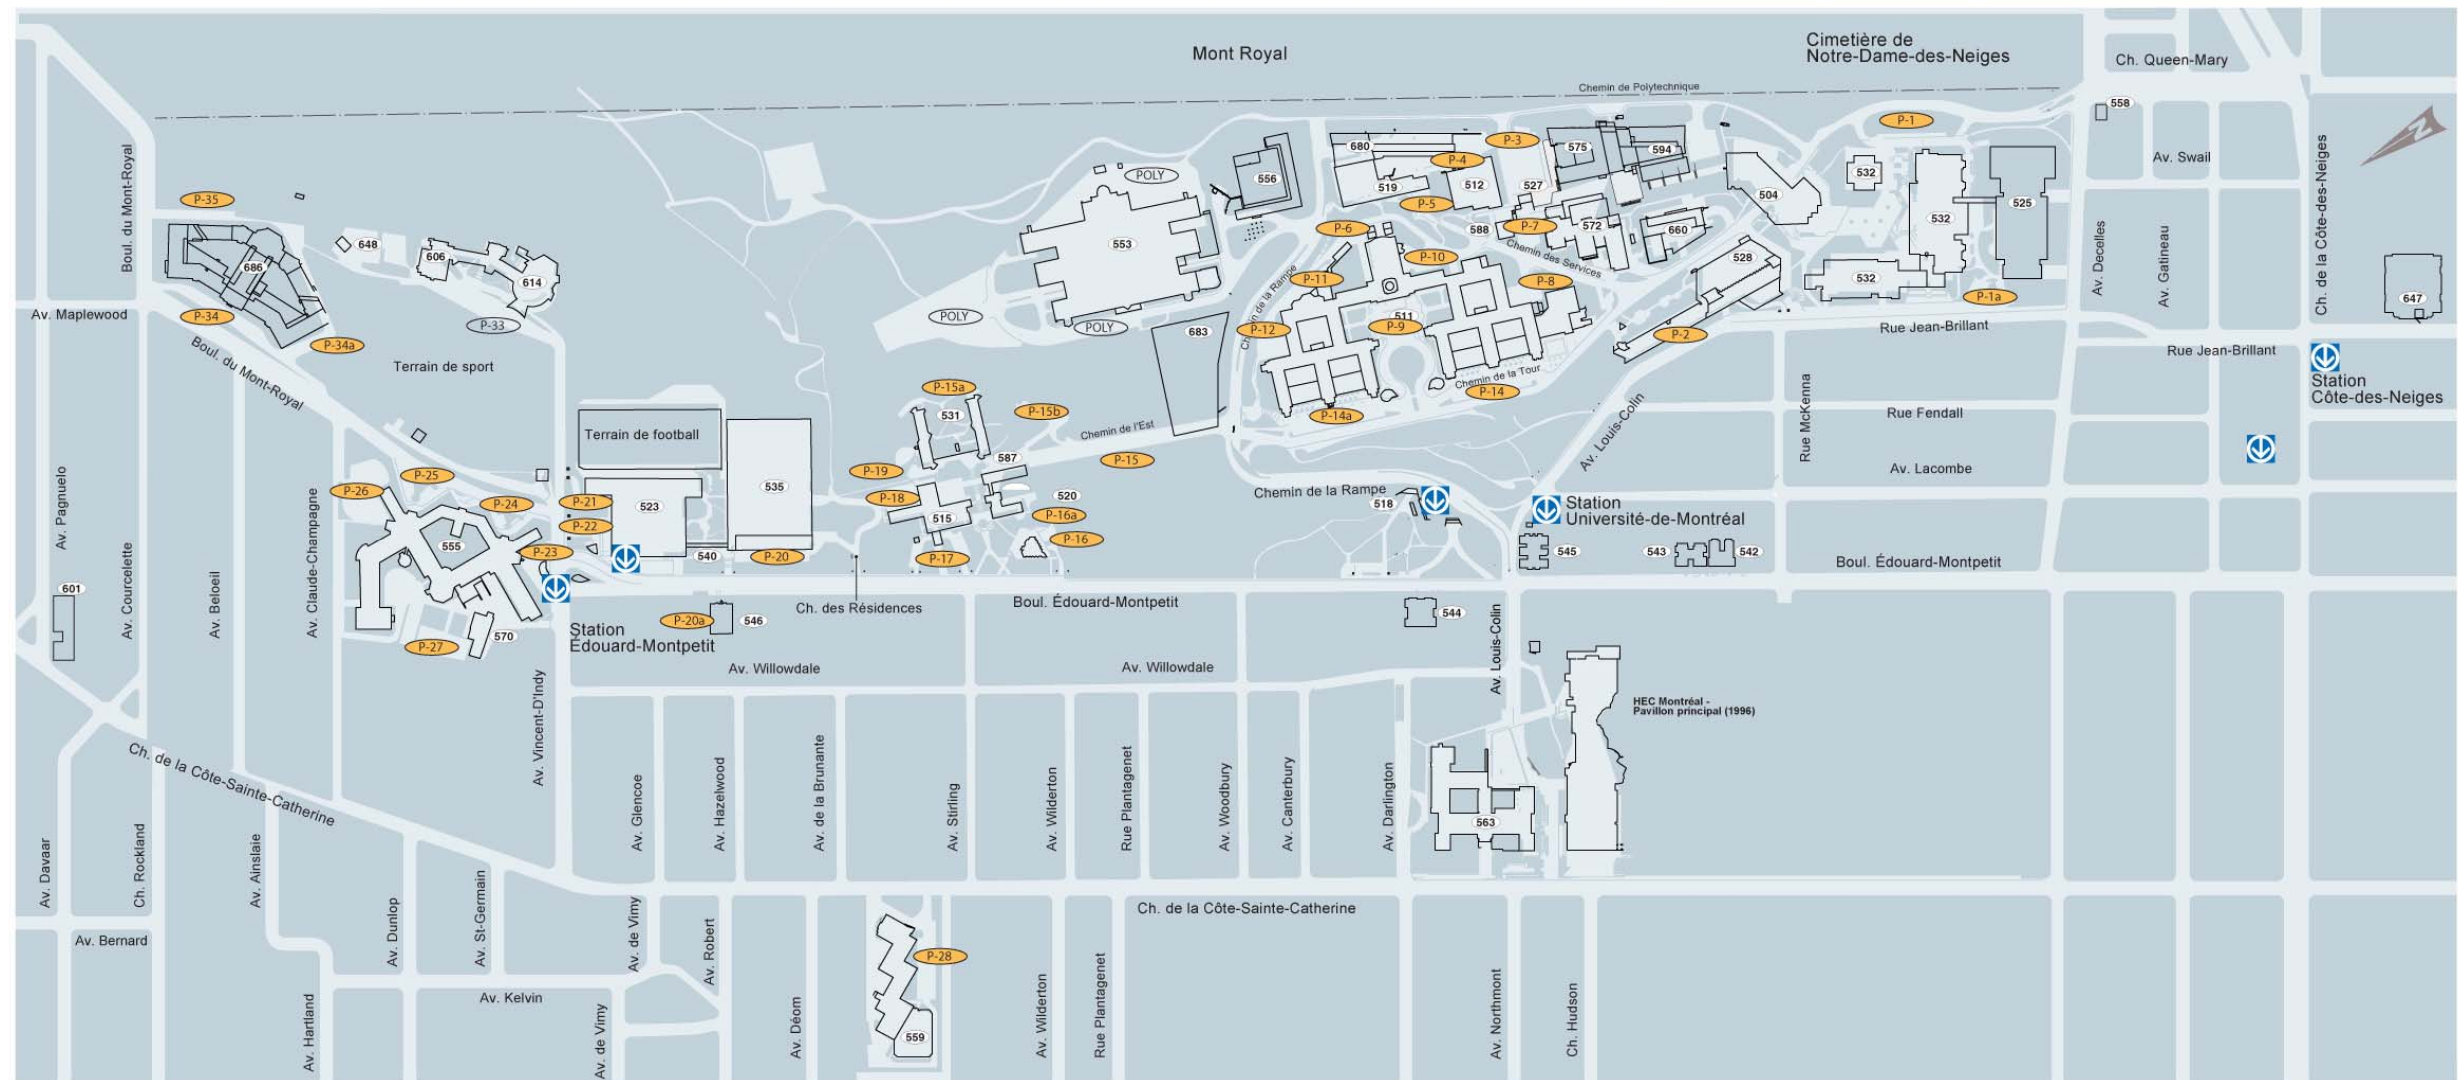 Mont Royal
Cimetière de
Notre-Dame-des-Neiges
Ch. Queen-Mary
Chemin de Polytechnique
558
P-1
Boul. du Mont-Royal
P-35
POLY
556
680
P-4
P-3
575
594
519
512
527
P-5
532
504
532
525
Av. Swail
Ch. de la Côte-des-Neiges
N
648
606
614
686
553
P-6
588
P-7
572
660
Chemin des Services
P-10
528
532
P-1a
Av. Decelles
Av. Gatineau
647
P-11
P-8
Chemin de la Rampe
Av. Maplewood
P-34
P-33
POLY
POLY
683
P-12
511
P-9
P-2
Rue Jean-Brillant
Rue Jean-Brillant
P-34a
Boul. du Mont-Royal
Terrain de sport
Chemin de la Tour
P-14
P-14a
Station
Côte-des-Neiges
P-15a
531
P-15b
Chemin de l'Est
Av. Louis-Colin
Rue McKenna
Rue Fendall
Terrain de football
535
587
P-15
Av. Lacombe
P-19
P-18
P-25
P-26
P-24
P-21
P-22
523
515
520
P-16a
P-16
P-17
Chemin de la Rampe
518
Station
Université-de-Montréal
555
P-23
540
P-20
545
543
542
Boul. Édouard-Montpetit
Av. Pagnuelo
601
Av. Courcelette
Av. Beloeil
Av. Claude-Champagne
P-27
570
Station
Édouard-Montpetit
P-20a
546
Ch. des Résidences
Boul. Édouard-Montpetit
544
Av. Louis-Colin
Av. Willowdale
Av. Willowdale
HEC Montréal -
Pavillon principal (1996)
Ch. de la Côte-Sainte-Catherine
Av. Vincent-D'Indy
Av. Glencoe
Av. Hazelwood
Av. de la Brunante
Av. Stirling
Av. Wilderton
Rue Plantagenet
Av. Woodbury
Av. Canterbury
Av. Darlington
563
Av. Davaar
Ch. Rockland
Av. Ainslaie
Av. Dunlop
Av. St-Germain
Av. de Vimy
Av. Robert
Ch. de la Côte-Sainte-Catherine
Av. Bernard
P-28
Av. Kelvin
Av. Hartland
Av. de Vimy
Av. Déom
559
Av. Wilderton
Rue Plantagenet
Av. Northmont
Ch. Hudson